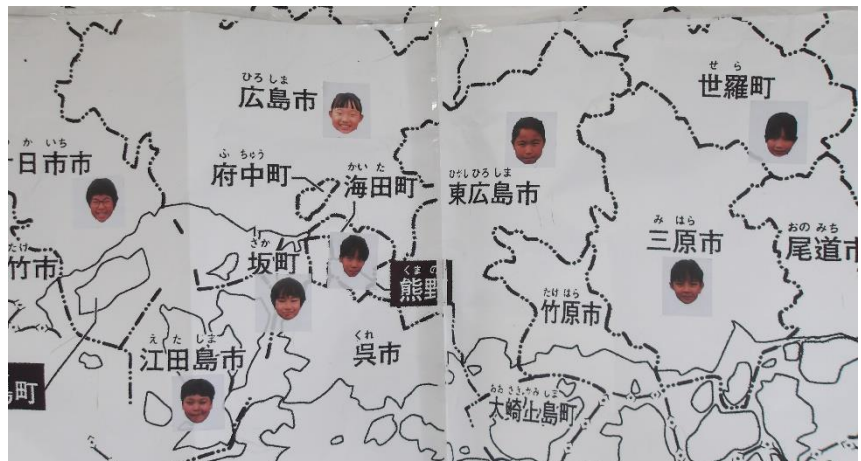 ひろしま
広島市
せら
世羅町
かいち
日市市
ふちゅう
府中町
かいた
海田町
ひがしひろしま
東広島市
みはら
三原市
おのみち
尾道市
たけ
竹市
さか
坂町
くまの
熊野
たけはら
竹原市
えたしま
江田島市
くれ
呉市
島町
おおさきかみしま
大崎上島町